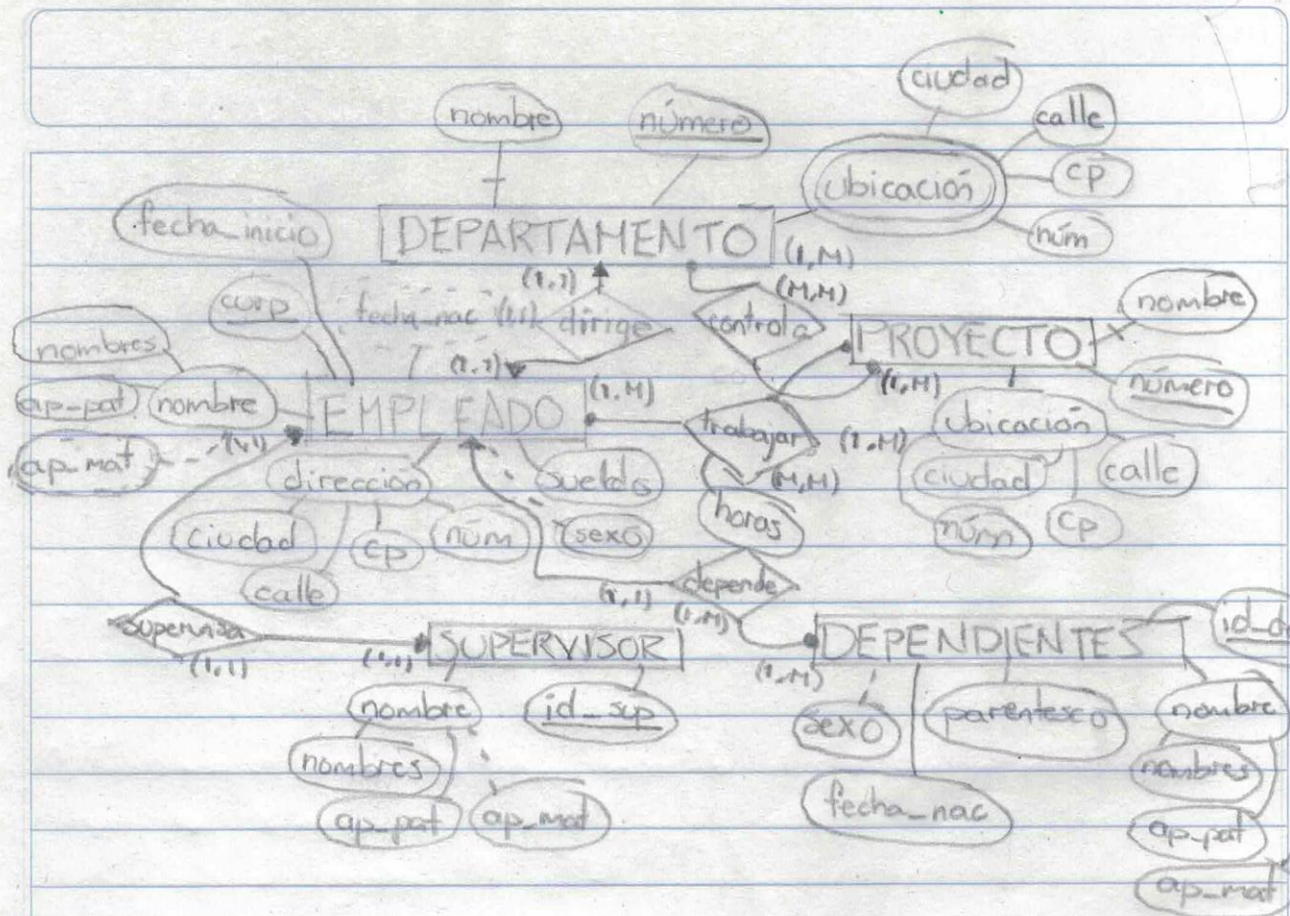 ciudad
nombre
número
calle
ubicación
cp
núm
fecha_inicio
DEPARTAMENTO
(1,M)
(1,1)
(M,M)
curp
fecha_nac
(1,1)
dirige
controla
nombre
PROYECTO
nombres
(1,1)
(1,M)
(1,M)
número
ap_pat
nombre
EMPLEADO
trabajar
(1,M)
ubicación
ap_mat
(1,1)
dirección
sueldo
(M,M)
ciudad
calle
ciudad
cp
núm
sexo
horas
núm
cp
calle
(1,1)
depende
(1,M)
supervisa
(1,1)
(1,1)
SUPERVISOR
(1,M)
DEPENDIENTES
nombre
id_sup
sexo
parentesco
nombre
nombres
nombres
ap_pat
ap_mat
fecha_nac
ap_pat
ap_mat